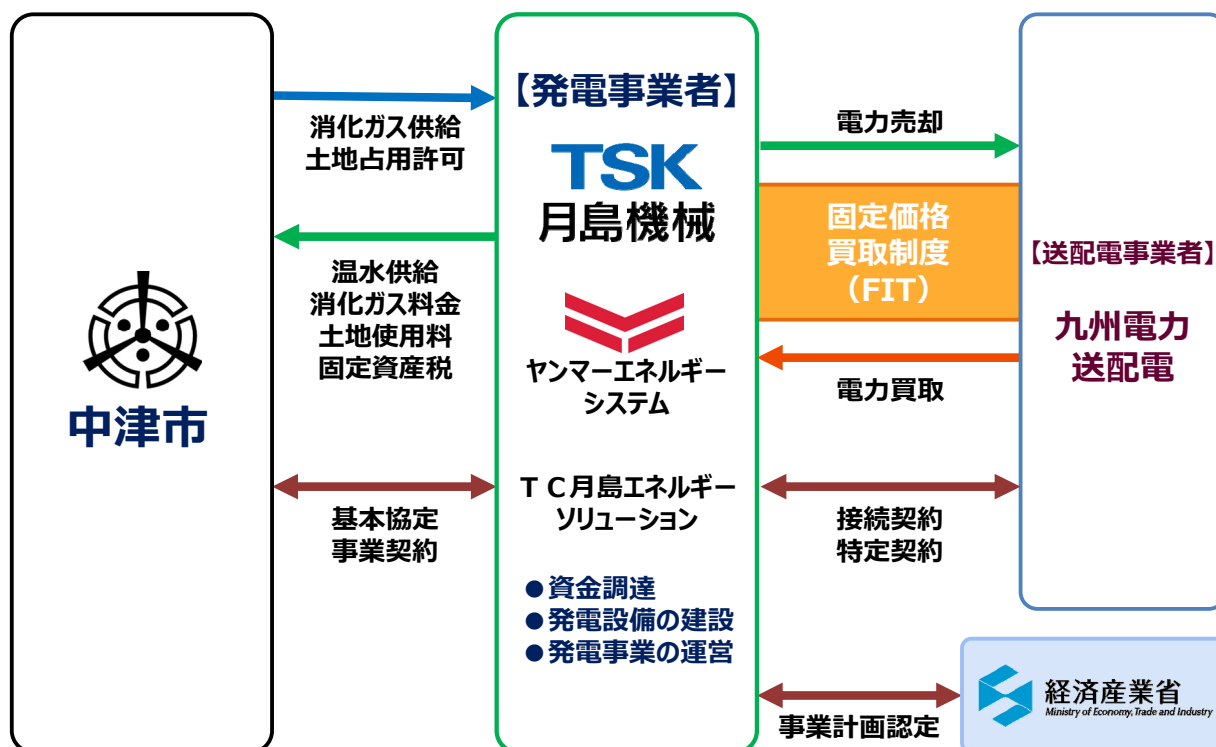 中津市
消化ガス供給
土地占用許可
温水供給
消化ガス料金
土地使用料
固定資産税
基本協定
事業契約
【発電事業者】
TSK
月島機械
ヤンマーエネルギー
システム
ＴＣ月島エネルギー
ソリューション
●資金調達
●発電設備の建設
●発電事業の運営
電力売却
固定価格
買取制度
（FIT）
電力買取
接続契約
特定契約
事業計画認定
【送配電事業者】
九州電力
送配電
経済産業省
Ministry of Economy, Trade and Industry